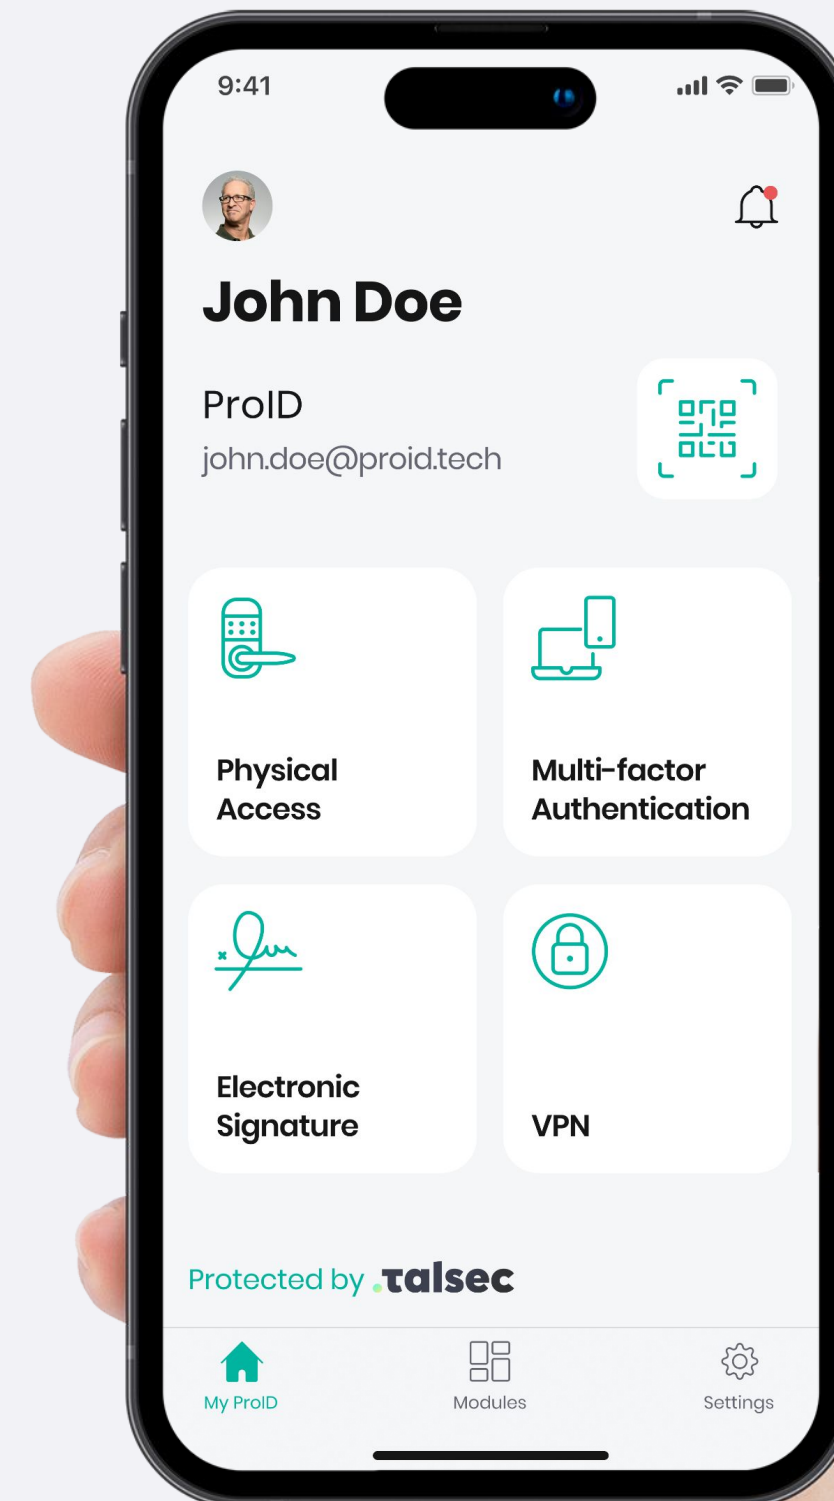 9:41
John Doe
ProID
john.doe@proid.tech
Physical
Access
Multi-factor
Authentication
Electronic
Signature
VPN
Protected by .talsec
My ProID
Modules
Settings